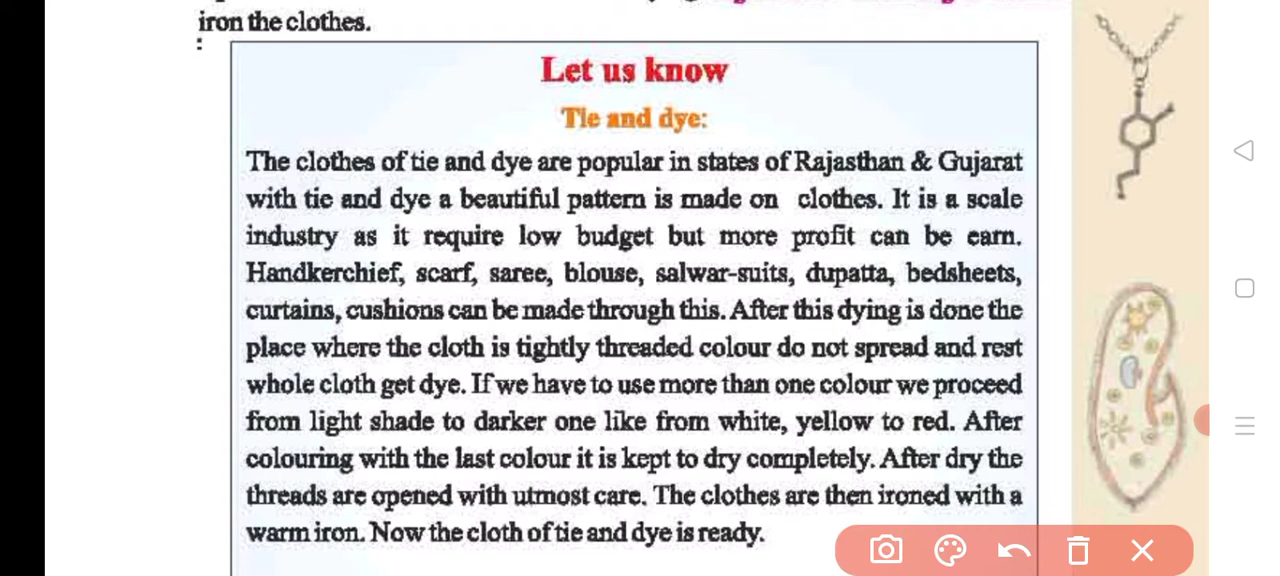 iron the clothes.
:
Let us know
Tie and dye:
The clothes of tie and dye are popular in states of Rajasthan & Gujarat
with tie and dye a beautiful pattern is made on clothes. It is a scale
industry as it require low budget but more profit can be earn.
Handkerchief, scarf, saree, blouse, salwar-suits, dupatta, bedsheets,
curtains, cushions can be made through this. After this dying is done the
place where the cloth is tightly threaded colour do not spread and rest
whole cloth get dye. If we have to use more than one colour we proceed
from light shade to darker one like from white, yellow to red. After
colouring with the last colour it is kept to dry completely. After dry the
threads are opened with utmost care. The clothes are then ironed with a
warm iron. Now the cloth of tie and dye is ready.